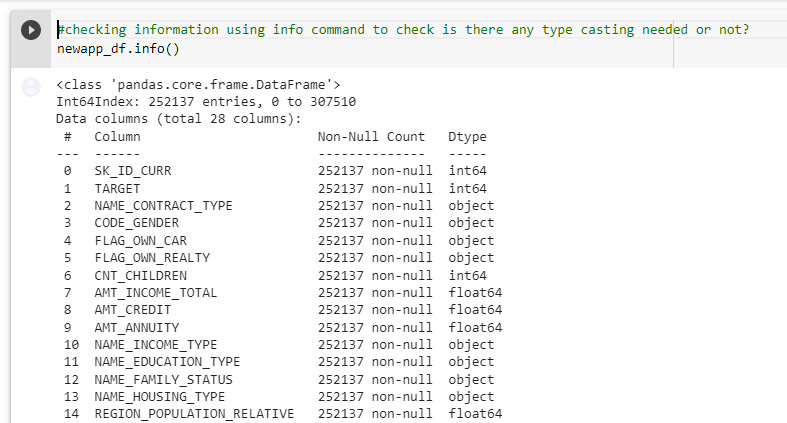 #checking information using info command to check is there any type casting needed or not?
newapp_df.info()
<class 'pandas.core.frame.DataFrame'>
Int64Index: 252137 entries, 0 to 307510
Data columns (total 28 columns):
 #   Column                      Non-Null Count   Dtype
---  ------                      --------------   -----
 0   SK_ID_CURR                  252137 non-null  int64
 1   TARGET                      252137 non-null  int64
 2   NAME_CONTRACT_TYPE          252137 non-null  object
 3   CODE_GENDER                 252137 non-null  object
 4   FLAG_OWN_CAR                252137 non-null  object
 5   FLAG_OWN_REALTY             252137 non-null  object
 6   CNT_CHILDREN                252137 non-null  int64
 7   AMT_INCOME_TOTAL            252137 non-null  float64
 8   AMT_CREDIT                  252137 non-null  float64
 9   AMT_ANNUITY                 252137 non-null  float64
 10  NAME_INCOME_TYPE            252137 non-null  object
 11  NAME_EDUCATION_TYPE         252137 non-null  object
 12  NAME_FAMILY_STATUS          252137 non-null  object
 13  NAME_HOUSING_TYPE           252137 non-null  object
 14  REGION_POPULATION_RELATIVE  252137 non-null  float64